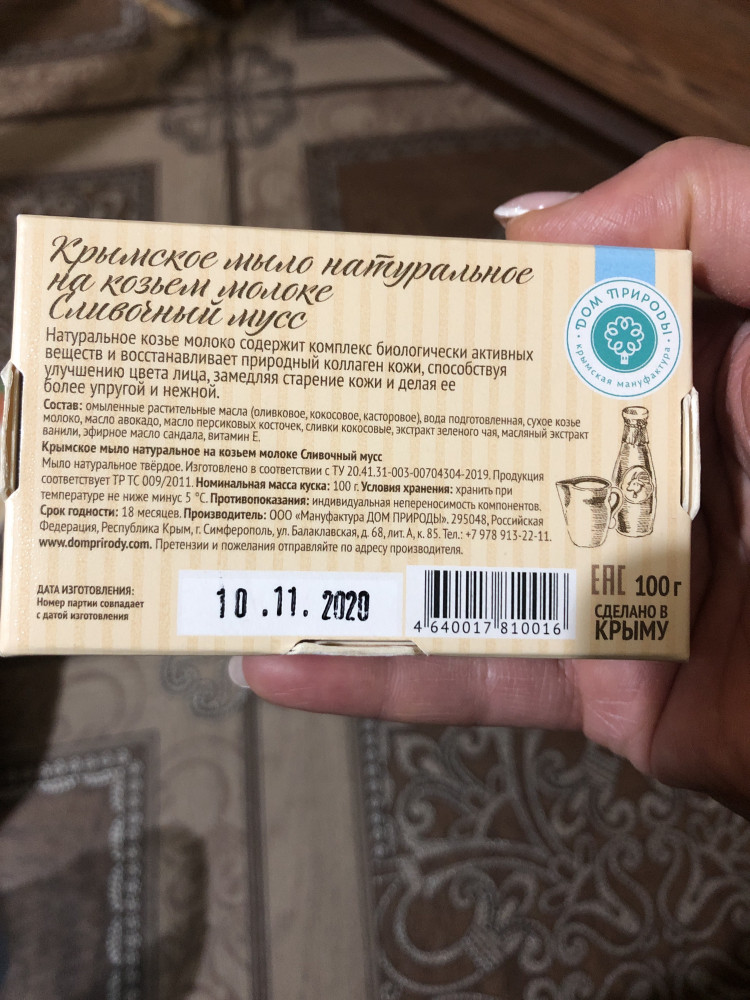 Крымское мыло натуральное
на козьем молоке
Сливочный мусс
ДОМ ПРИРОДЫ
крымская мануфактура
Натуральное козье молоко содержит комплекс биологически активных
веществ и восстанавливает природный коллаген кожи, способствуя
улучшению цвета лица, замедляя старение кожи и делая ее
более упругой и нежной.
Состав: омыленные растительные масла (оливковое, кокосовое, касторовое), вода подготовленная, сухое козье
молоко, масло авокадо, масло персиковых косточек, сливки кокосовые, экстракт зеленого чая, масляный экстракт
ванили, эфирное масло сандала, витамин Е.
Крымское мыло натуральное на козьем молоке Сливочный мусс
Мыло натуральное твёрдое. Изготовлено в соответствии с ТУ 20.41.31-003-00704304-2019. Продукция
соответствует ТР ТС 009/2011. Номинальная масса куска: 100 г. Условия хранения: хранить при
температуре не ниже минус 5 °С. Противопоказания: индивидуальная непереносимость компонентов.
Срок годности: 18 месяцев. Производитель: ООО «Мануфактура ДОМ ПРИРОДЫ». 295048, Российская
Федерация, Республика Крым, г. Симферополь, ул. Балаклавская, д. 68, лит. А, к. 85. Тел.: +7 978 913-22-11.
www.domprirody.com. Претензии и пожелания отправляйте по адресу производителя.
ДАТА ИЗГОТОВЛЕНИЯ:
Номер партии совпадает
с датой изготовления
10.11.2020
4 640017 810016
ЕАС 100 г
СДЕЛАНО В
КРЫМУ